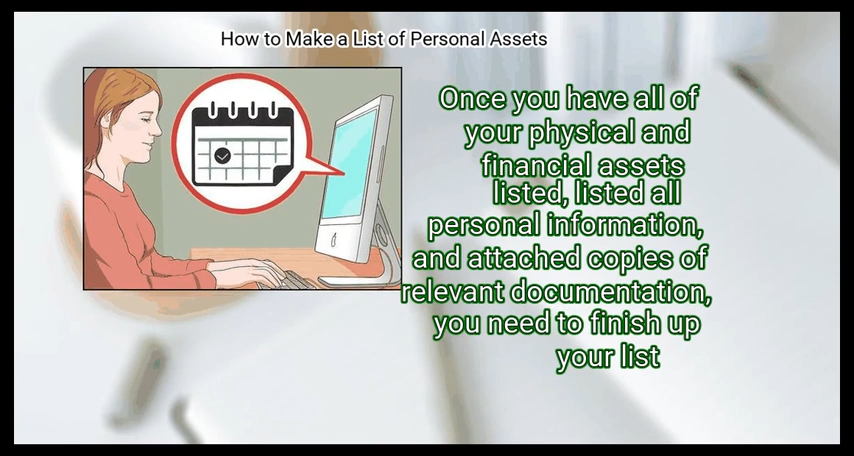 How to Make a List of Personal Assets
Once you have all of
your physical and
financial assets
listed, listed all
personal information,
and attached copies of
relevant documentation,
you need to finish up
your list